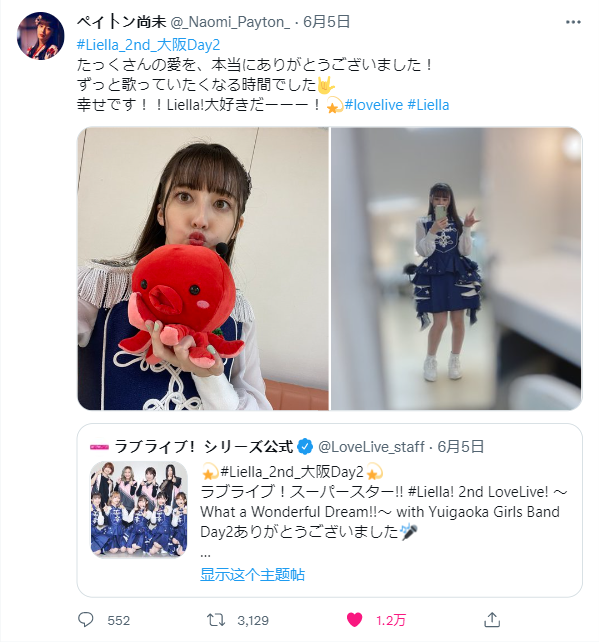 ペイトン尚未 @_Naomi_Payton_ · 6月5日
#Liella_2nd_大阪Day2
たっくさんの愛を、本当にありがとうございました！
ずっと歌っていたくなる時間でした🤟
幸せです！！Liella!大好きだーーー！💫#lovelive #Liella
ラブライブ！シリーズ公式 @LoveLive_staff · 6月5日
💫#Liella_2nd_大阪Day2💫
ラブライブ！スーパースター!! #Liella! 2nd LoveLive! ～
What a Wonderful Dream!!～ with Yuigaoka Girls Band
Day2ありがとうございました🎤
...
显示这个主题帖
552
3,129
1.2万